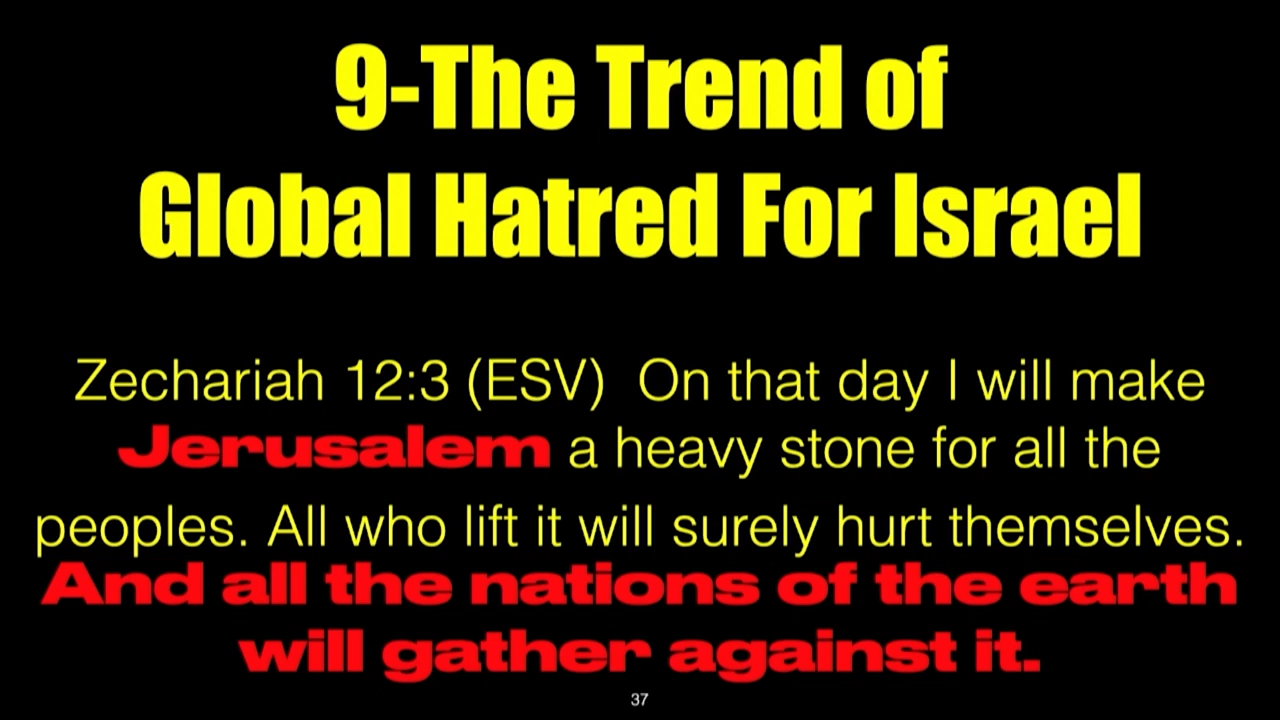 9-The Trend of
Global Hatred For Israel
Zechariah 12:3 (ESV)  On that day I will make
Jerusalem a heavy stone for all the
peoples. All who lift it will surely hurt themselves.
And all the nations of the earth
will gather against it.
37